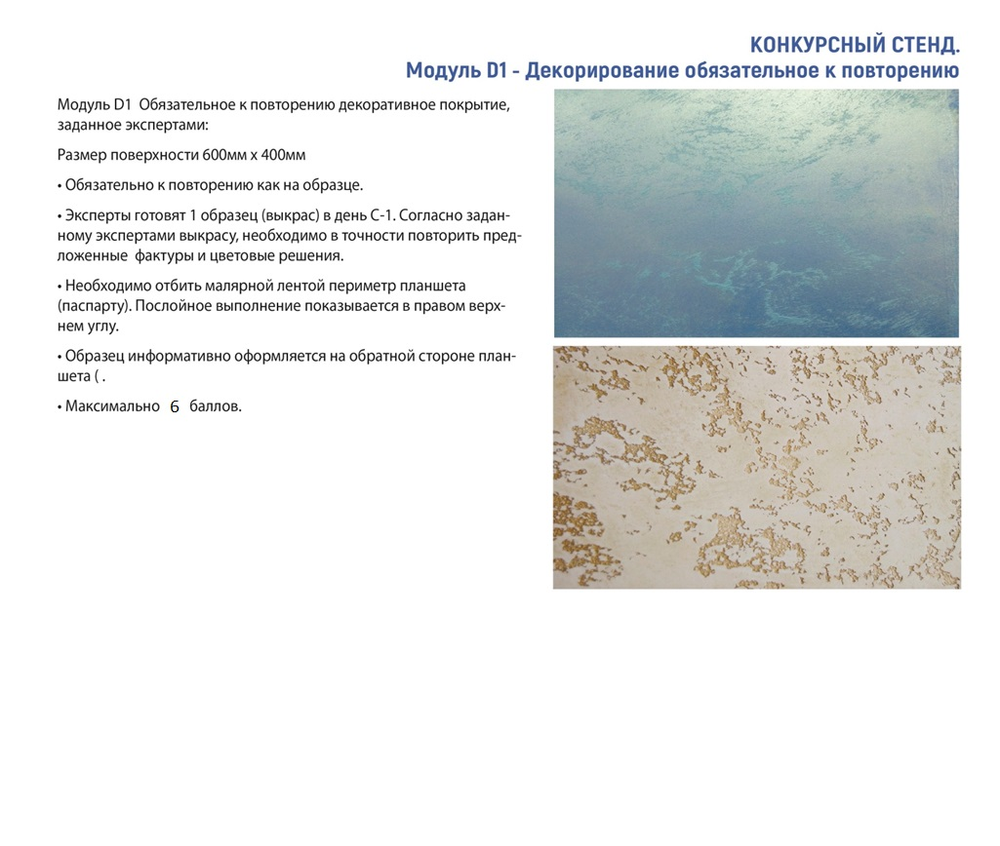 КОНКУРСНЫЙ СТЕНД.
Модуль D1 - Декорирование обязательное к повторению
Модуль D1 Обязательное к повторению декоративное покрытие,
заданное экспертами:
Размер поверхности 600мм х 400мм
• Обязательно к повторению как на образце.
• Эксперты готовят 1 образец (выкрас) в день С-1. Согласно задан-
ному экспертами выкрасу, необходимо в точности повторить пред-
ложенные фактуры и цветовые решения.
• Необходимо отбить малярной лентой периметр планшета
(паспарту). Послойное выполнение показывается в правом верх-
нем углу.
• Образец информативно оформляется на обратной стороне план-
шета ( .
• Максимально 6 баллов.